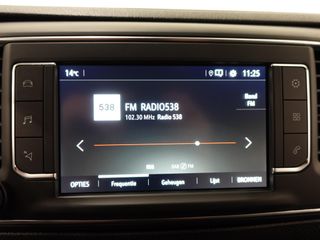 14°C
11:25
538
FM RADIO538
102.30 MHz Radio 538
Band
FM
OPTIES Frequentie Geheugen Lijst BRONNEN